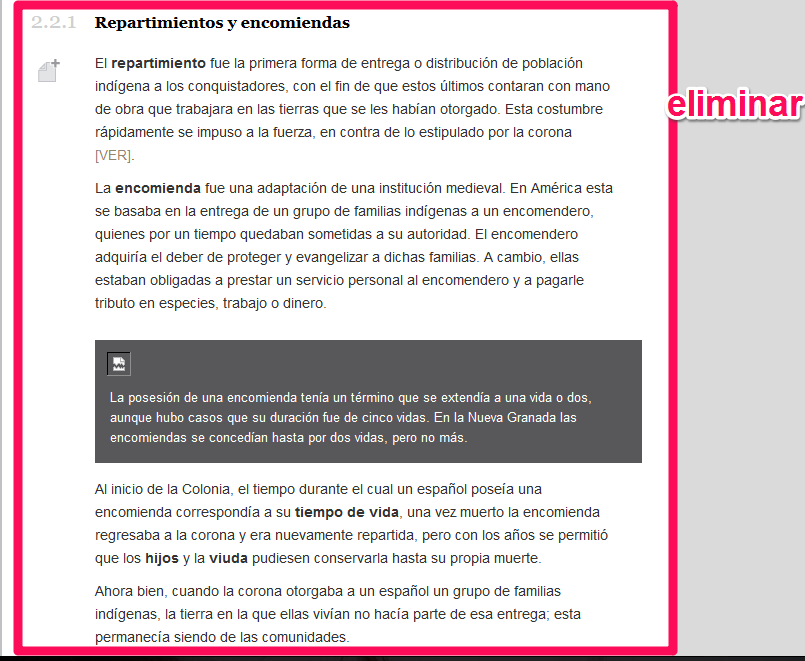 2.2.1 Repartimientos y encomiendas
El repartimiento fue la primera forma de entrega o distribución de población
indígena a los conquistadores, con el fin de que estos últimos contaran con mano
de obra que trabajara en las tierras que se les habían otorgado. Esta costumbre
rápidamente se impuso a la fuerza, en contra de lo estipulado por la corona
[VER].
eliminar
La encomienda fue una adaptación de una institución medieval. En América esta
se basaba en la entrega de un grupo de familias indígenas a un encomendero,
quienes por un tiempo quedaban sometidas a su autoridad. El encomendero
adquiría el deber de proteger y evangelizar a dichas familias. A cambio, ellas
estaban obligadas a prestar un servicio personal al encomendero y a pagarle
tributo en especies, trabajo o dinero.
La posesión de una encomienda tenía un término que se extendía a una vida o dos,
aunque hubo casos que su duración fue de cinco vidas. En la Nueva Granada las
encomiendas se concedían hasta por dos vidas, pero no más.
Al inicio de la Colonia, el tiempo durante el cual un español poseía una
encomienda correspondía a su tiempo de vida, una vez muerto la encomienda
regresaba a la corona y era nuevamente repartida, pero con los años se permitió
que los hijos y la viuda pudiesen conservarla hasta su propia muerte.
Ahora bien, cuando la corona otorgaba a un español un grupo de familias
indígenas, la tierra en la que ellas vivían no hacía parte de esa entrega; esta
permanecía siendo de las comunidades.